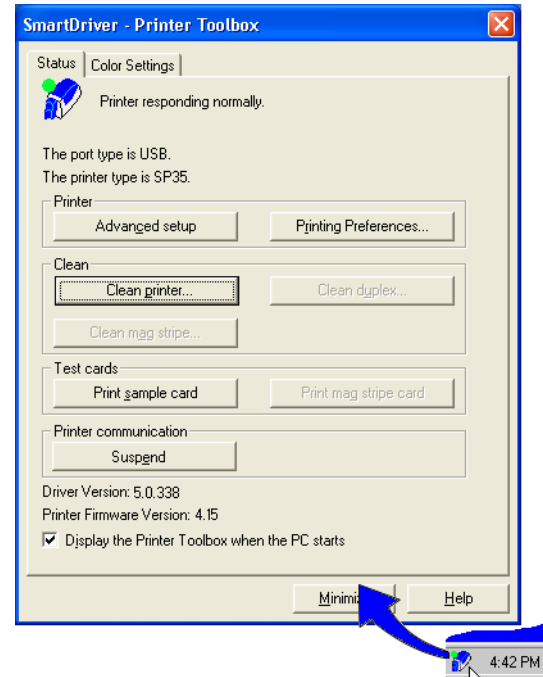 SmartDriver - Printer Toolbox
Status Color Settings
Printer responding normally.
The port type is USB.
The printer type is SP35.
Printer
Advanced setup Printing Preferences...
Clean
Clean printer... Clean duplex...
Clean mag stripe...
Test cards
Print sample card Print mag stripe card
Printer communication
Suspend
Driver Version: 5.0.338
Printer Firmware Version: 4.15
Display the Printer Toolbox when the PC starts
Minimiz Help
4:42 PM